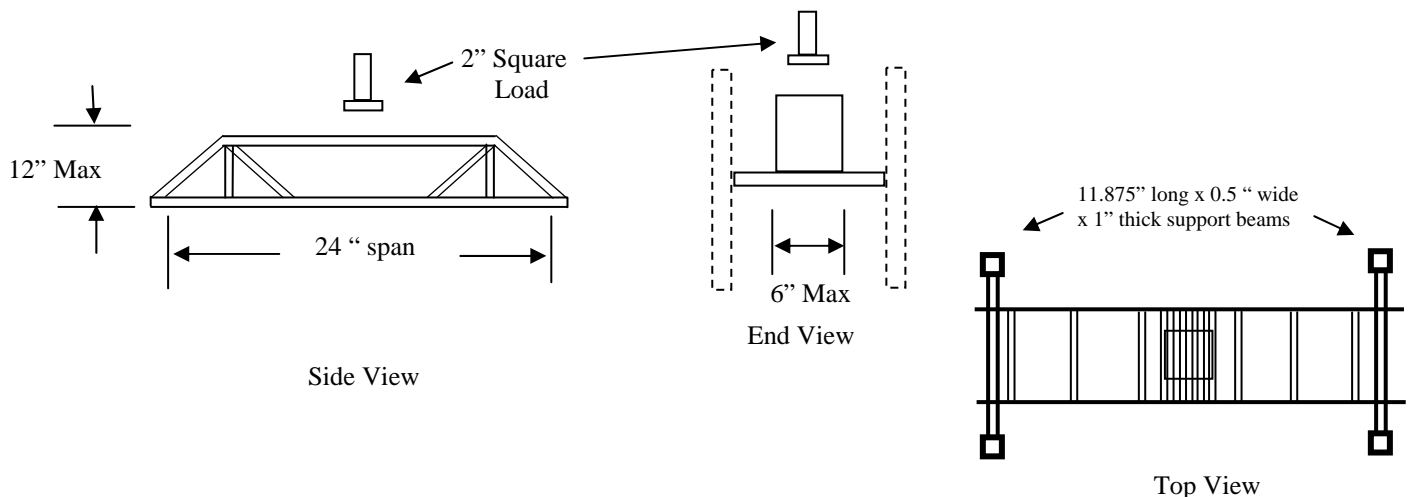 2” Square
Load
12” Max
24 “ span
6” Max
End View
Side View
11.875” long x 0.5 “ wide
x 1” thick support beams
Top View